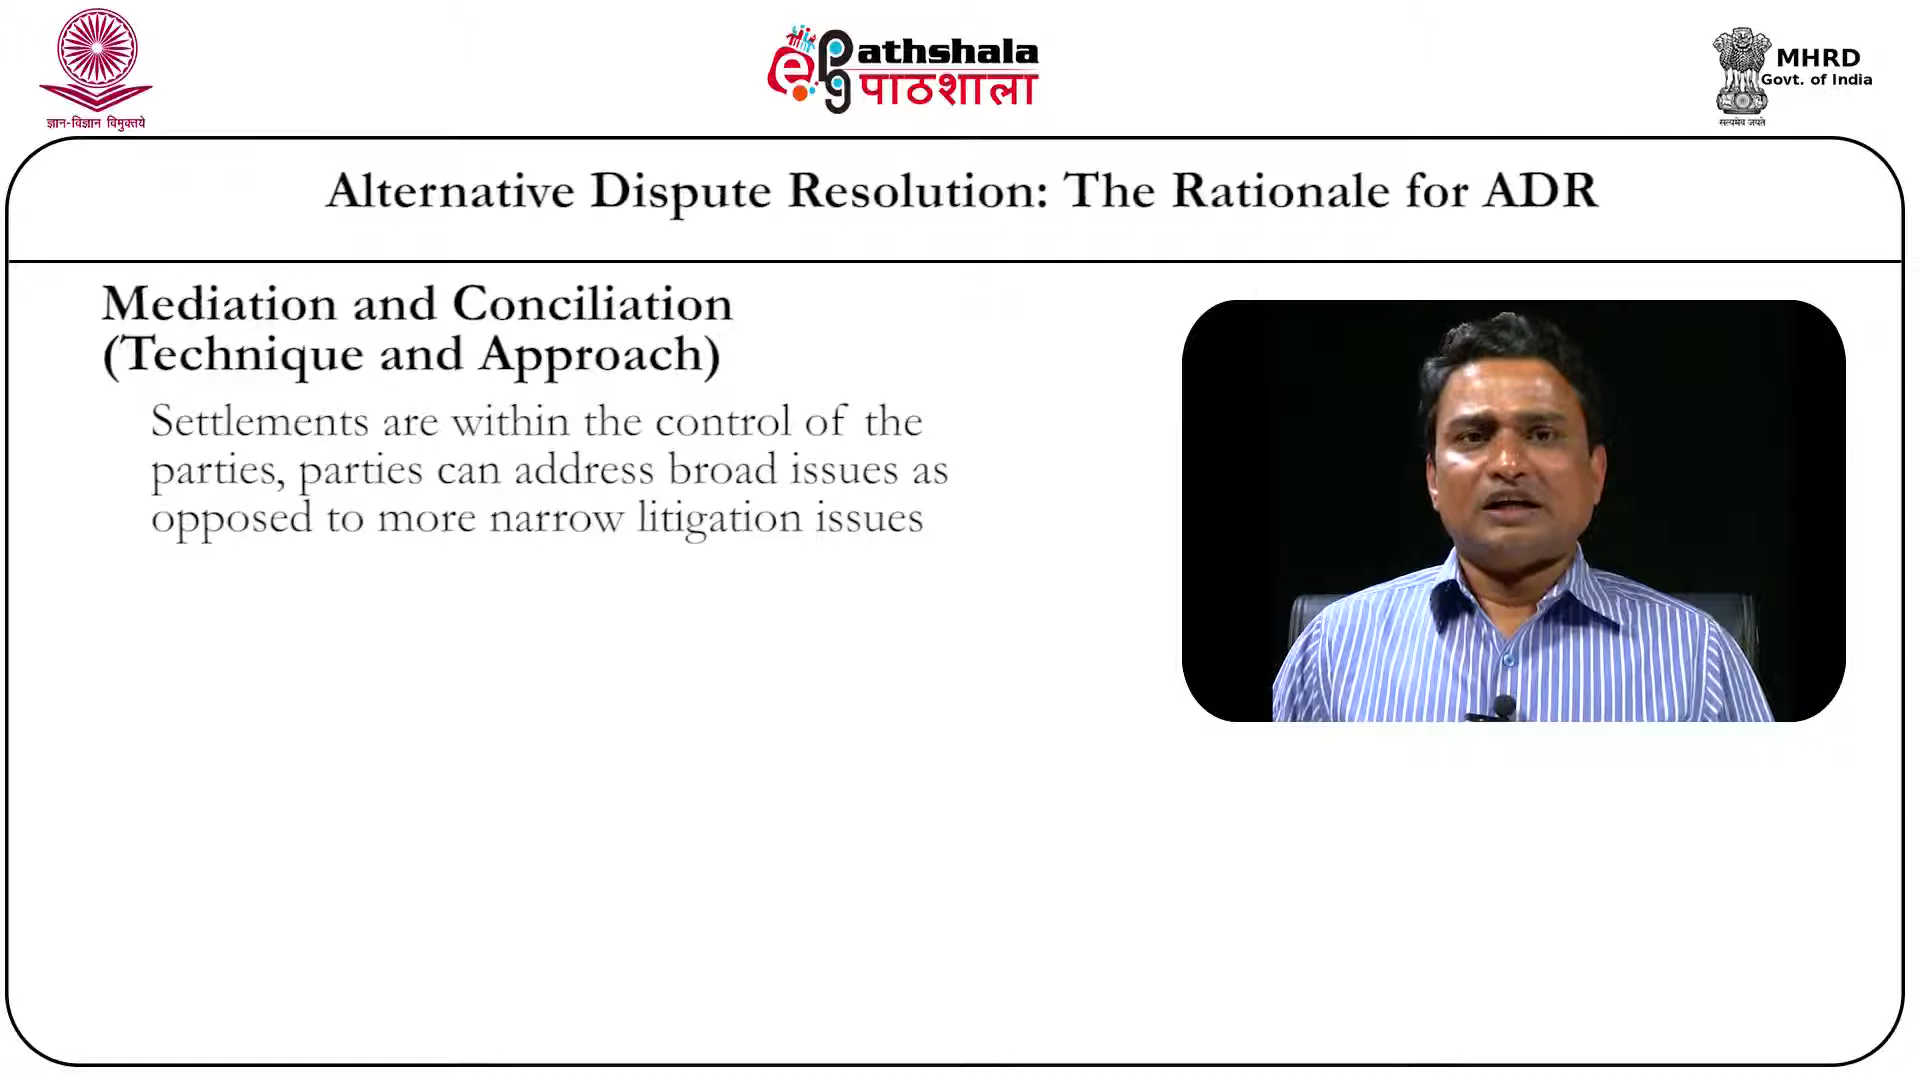 ज्ञान-विज्ञान विमुक्तये
ePG athshala
पाठशाला
MHRD
Govt. of India
सत्यमेव जयते
Alternative Dispute Resolution: The Rationale for ADR
Mediation and Conciliation
(Technique and Approach)
Settlements are within the control of the
parties, parties can address broad issues as
opposed to more narrow litigation issues